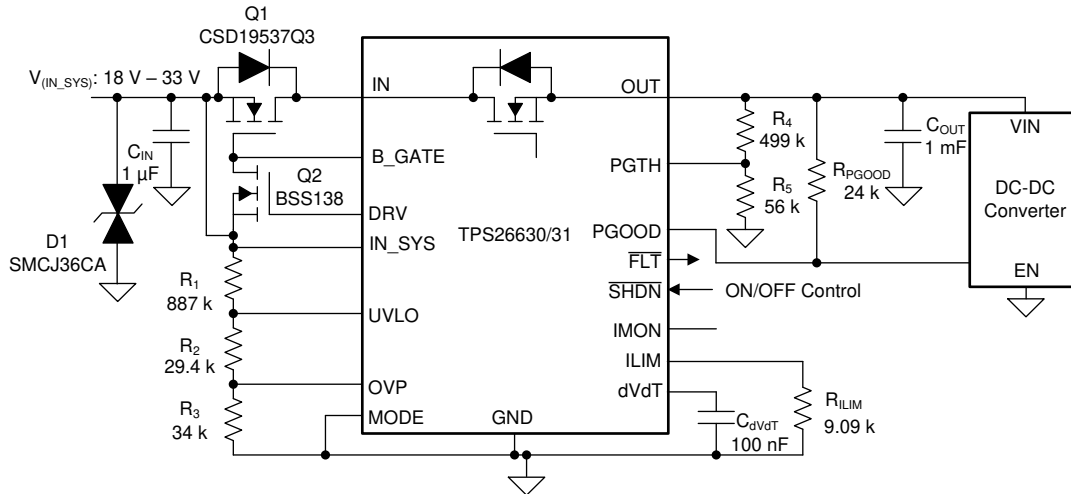 Q1
CSD19537Q3
V(IN_SYS): 18 V – 33 V
IN
OUT
CIN
1 µF
B_GATE
Q2
BSS138
DRV
D1
SMCJ36CA
IN_SYS
TPS26630/31
R1
887 k
UVLO
R2
29.4 k
OVP
R3
34 k
MODE
GND
PGTH
R4
499 k
R5
56 k
RPGOOD
24 k
COUT
1 mF
VIN
DC-DC
Converter
EN
PGOOD
FLT
SHDN
ON/OFF Control
IMON
ILIM
dVdT
CdVdT
100 nF
RILIM
9.09 k